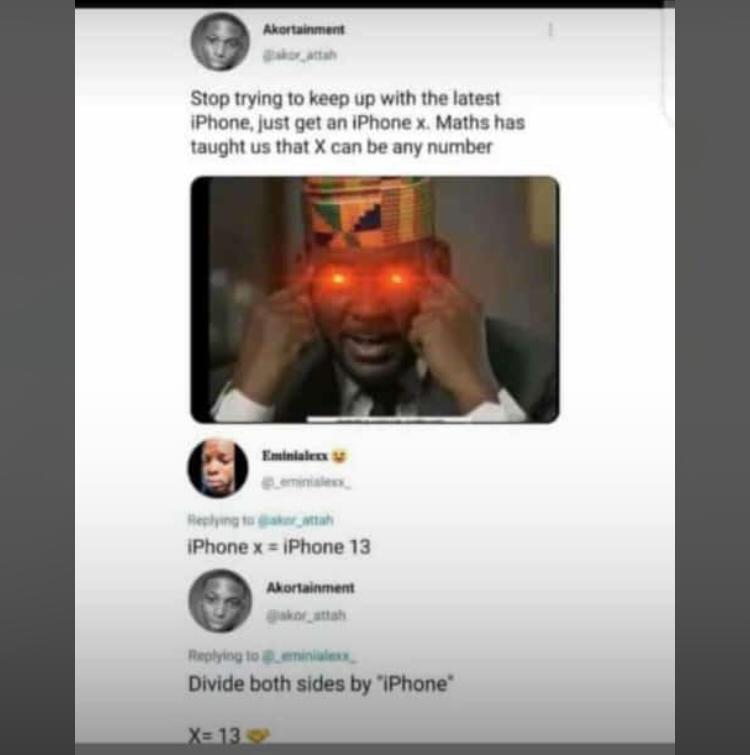 Akortainment
@akor_attah
Stop trying to keep up with the latest
iPhone, just get an iPhone x. Maths has
taught us that X can be any number
Eminialexx 😀
@_eminialexx_
Replying to @akor_attah
iPhone x = iPhone 13
Akortainment
@akor_attah
Replying to @_eminialexx_
Divide both sides by "iPhone"
X= 13 🤝